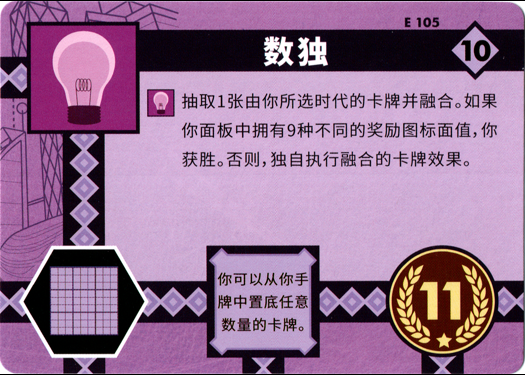 E 105
数独
10
抽取1张由你所选时代的卡牌并融合。如果
你面板中拥有9种不同的奖励图标面值,你
获胜。否则,独自执行融合的卡牌效果。
你可以从你手
牌中置底任意
数量的卡牌。
11